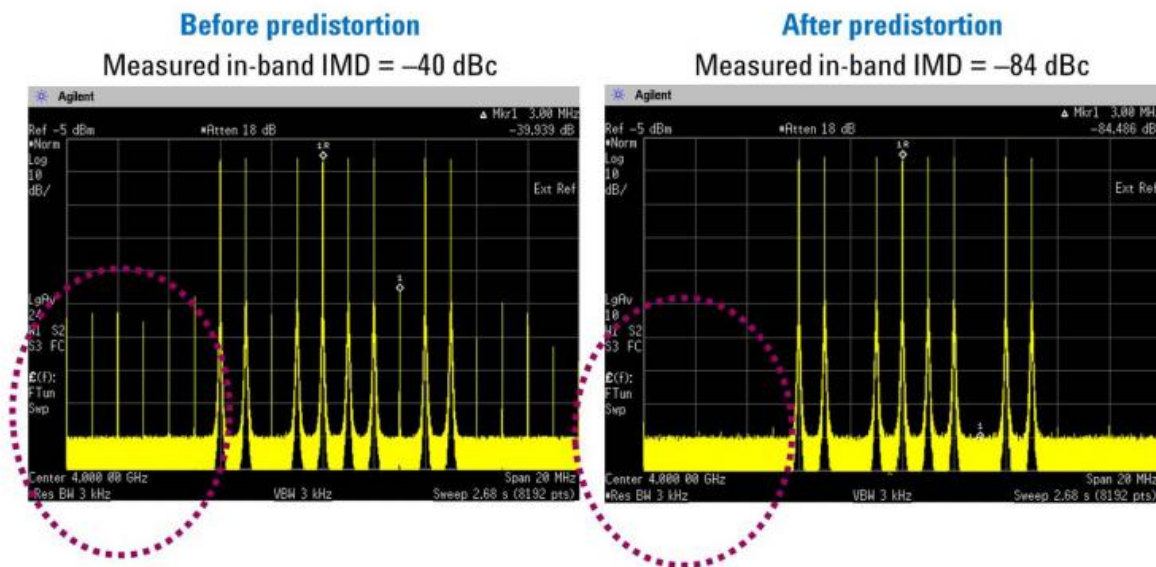 Before predistortion
Measured in-band IMD = –40 dBc
Agilent
Δ Mkr1 3.00 MHz
Ref -5 dBm
*Atten 18 dB
-39.939 dB
*Norm
Log
10
dB/
1R
Ext Ref
1
LgAv
24
W1 S2
S3 FC
£(f):
FTun
Swp
Center 4.000 00 GHz
Span 20 MHz
*Res BW 3 kHz
VBW 3 kHz
Sweep 2.68 s (8192 pts)
After predistortion
Measured in-band IMD = –84 dBc
Agilent
Δ Mkr1 3.00 MHz
Ref -5 dBm
*Atten 18 dB
-84.486 dB
*Norm
Log
10
dB/
1R
Ext Ref
LgAv
10
W1 S2
S3 FC
£(f):
FTun
Swp
1
Center 4.000 00 GHz
Span 20 MHz
*Res BW 3 kHz
VBW 3 kHz
Sweep 2.68 s (8192 pts)